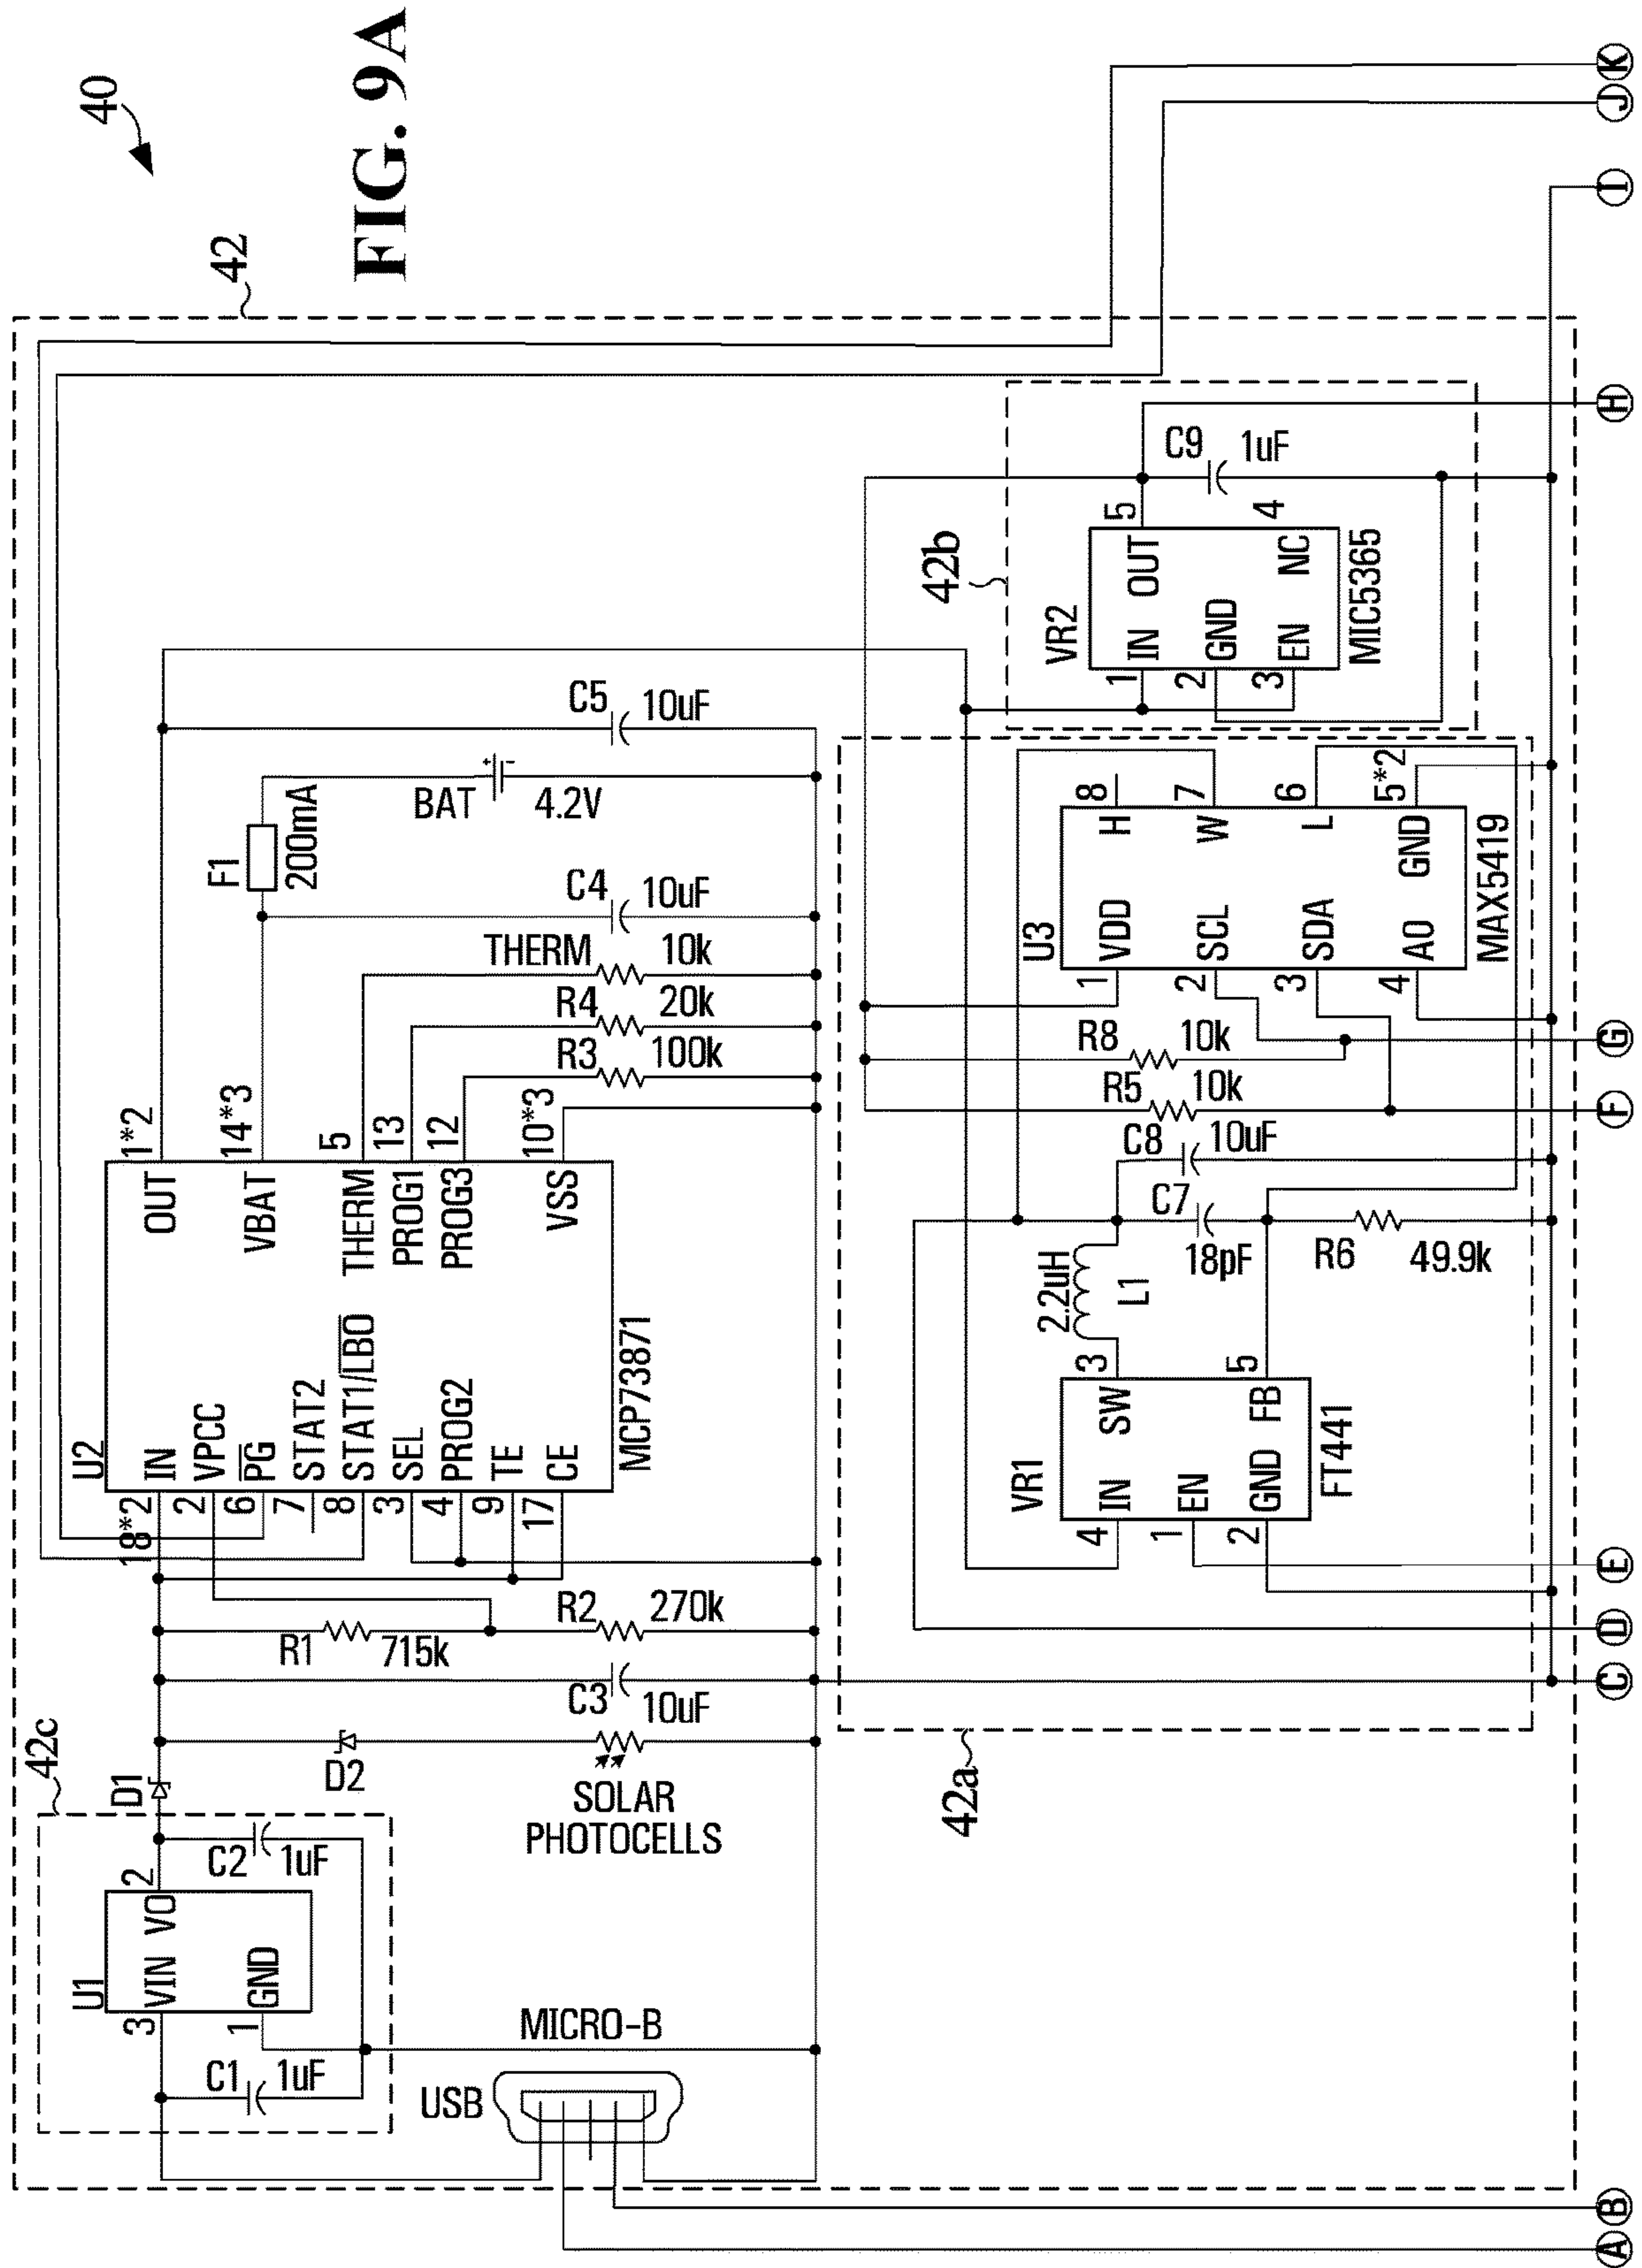 FIG. 9A
40
42
42c
U1
3
VIN
VO
2
1
GND
C1
1uF
C2
1uF
D1
USB
MICRO-B
D2
SOLAR
PHOTOCELLS
C3
10uF
R1
715k
R2
270k
U2
18*2
IN
2
VPCC
6
PG
7
STAT2
8
STAT1/LBO
3
SEL
4
PROG2
9
TE
17
CE
MCP73871
OUT
1*2
VBAT
14*3
THERM
5
PROG1
13
PROG3
12
VSS
10*3
R3
100k
R4
20k
THERM
10k
C4
10uF
F1
200mA
BAT
+
-
4.2V
C5
10uF
42a
VR1
4
IN
SW
3
1
EN
2
GND
FB
5
FT441
2.2uH
L1
C7
18pF
C8
10uF
R6
49.9k
R5
10k
R8
10k
U3
1
VDD
H
8
2
SCL
W
7
3
SDA
L
6
4
A0
GND
5*2
MAX5419
42b
VR2
1
IN
OUT
5
2
GND
3
EN
NC
4
MIC5365
C9
1uF
A
B
C
D
E
F
G
H
I
J
K